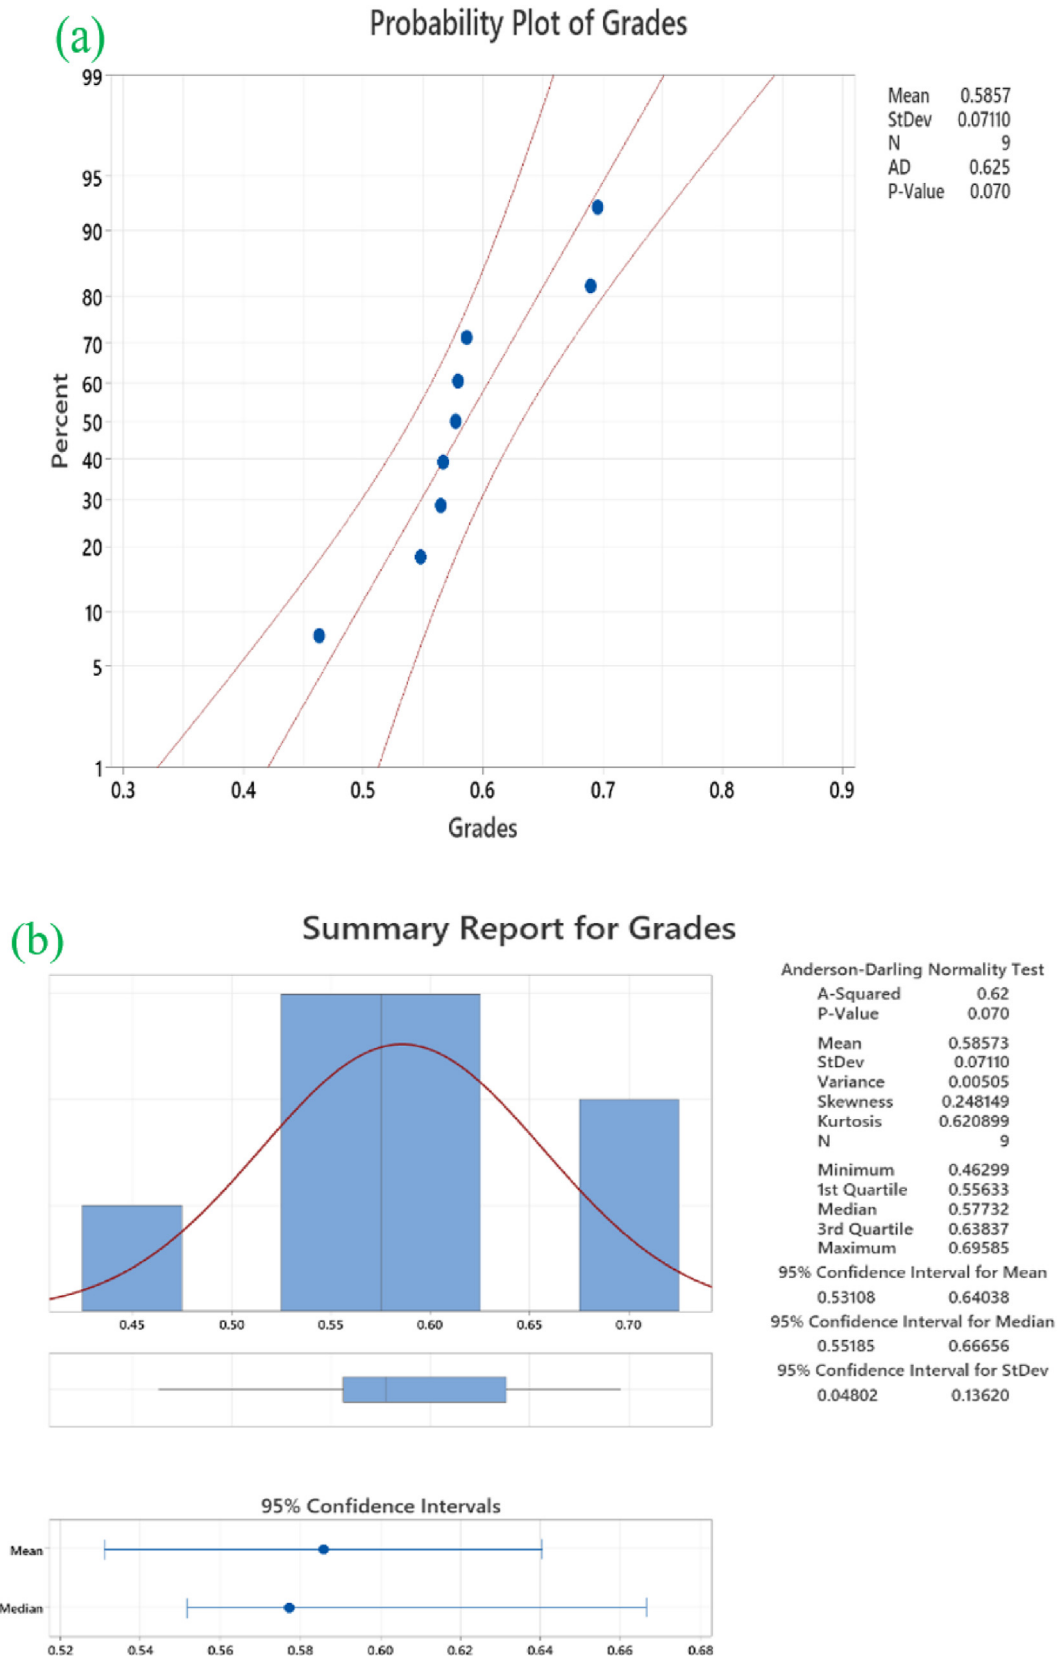 (a)
Probability Plot of Grades
99
95
90
80
70
60
50
40
30
20
10
5
1
Percent
0.3 0.4 0.5 0.6 0.7 0.8 0.9
Grades
Mean 0.5857
StDev 0.07110
N 9
AD 0.625
P-Value 0.070
(b)
Summary Report for Grades
0.45 0.50 0.55 0.60 0.65 0.70
Anderson-Darling Normality Test
A-Squared 0.62
P-Value 0.070
Mean 0.58573
StDev 0.07110
Variance 0.00505
Skewness 0.248149
Kurtosis 0.620899
N 9
Minimum 0.46299
1st Quartile 0.55633
Median 0.57732
3rd Quartile 0.63837
Maximum 0.69585
95% Confidence Interval for Mean
0.53108 0.64038
95% Confidence Interval for Median
0.55185 0.66656
95% Confidence Interval for StDev
0.04802 0.13620
95% Confidence Intervals
Mean
Median
0.52 0.54 0.56 0.58 0.60 0.62 0.64 0.66 0.68